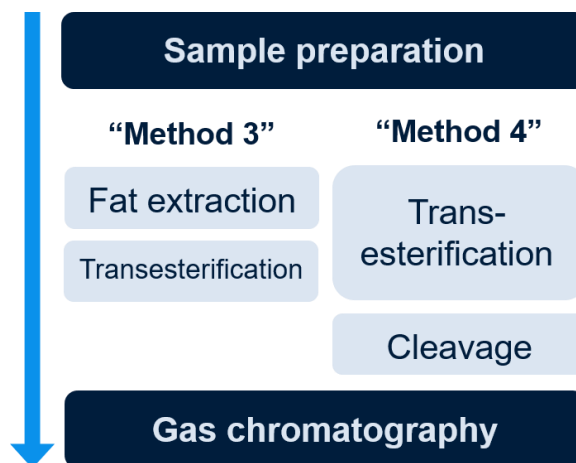 Sample preparation
“Method 3”
Fat extraction
Transesterification
“Method 4”
Trans-
esterification
Cleavage
Gas chromatography